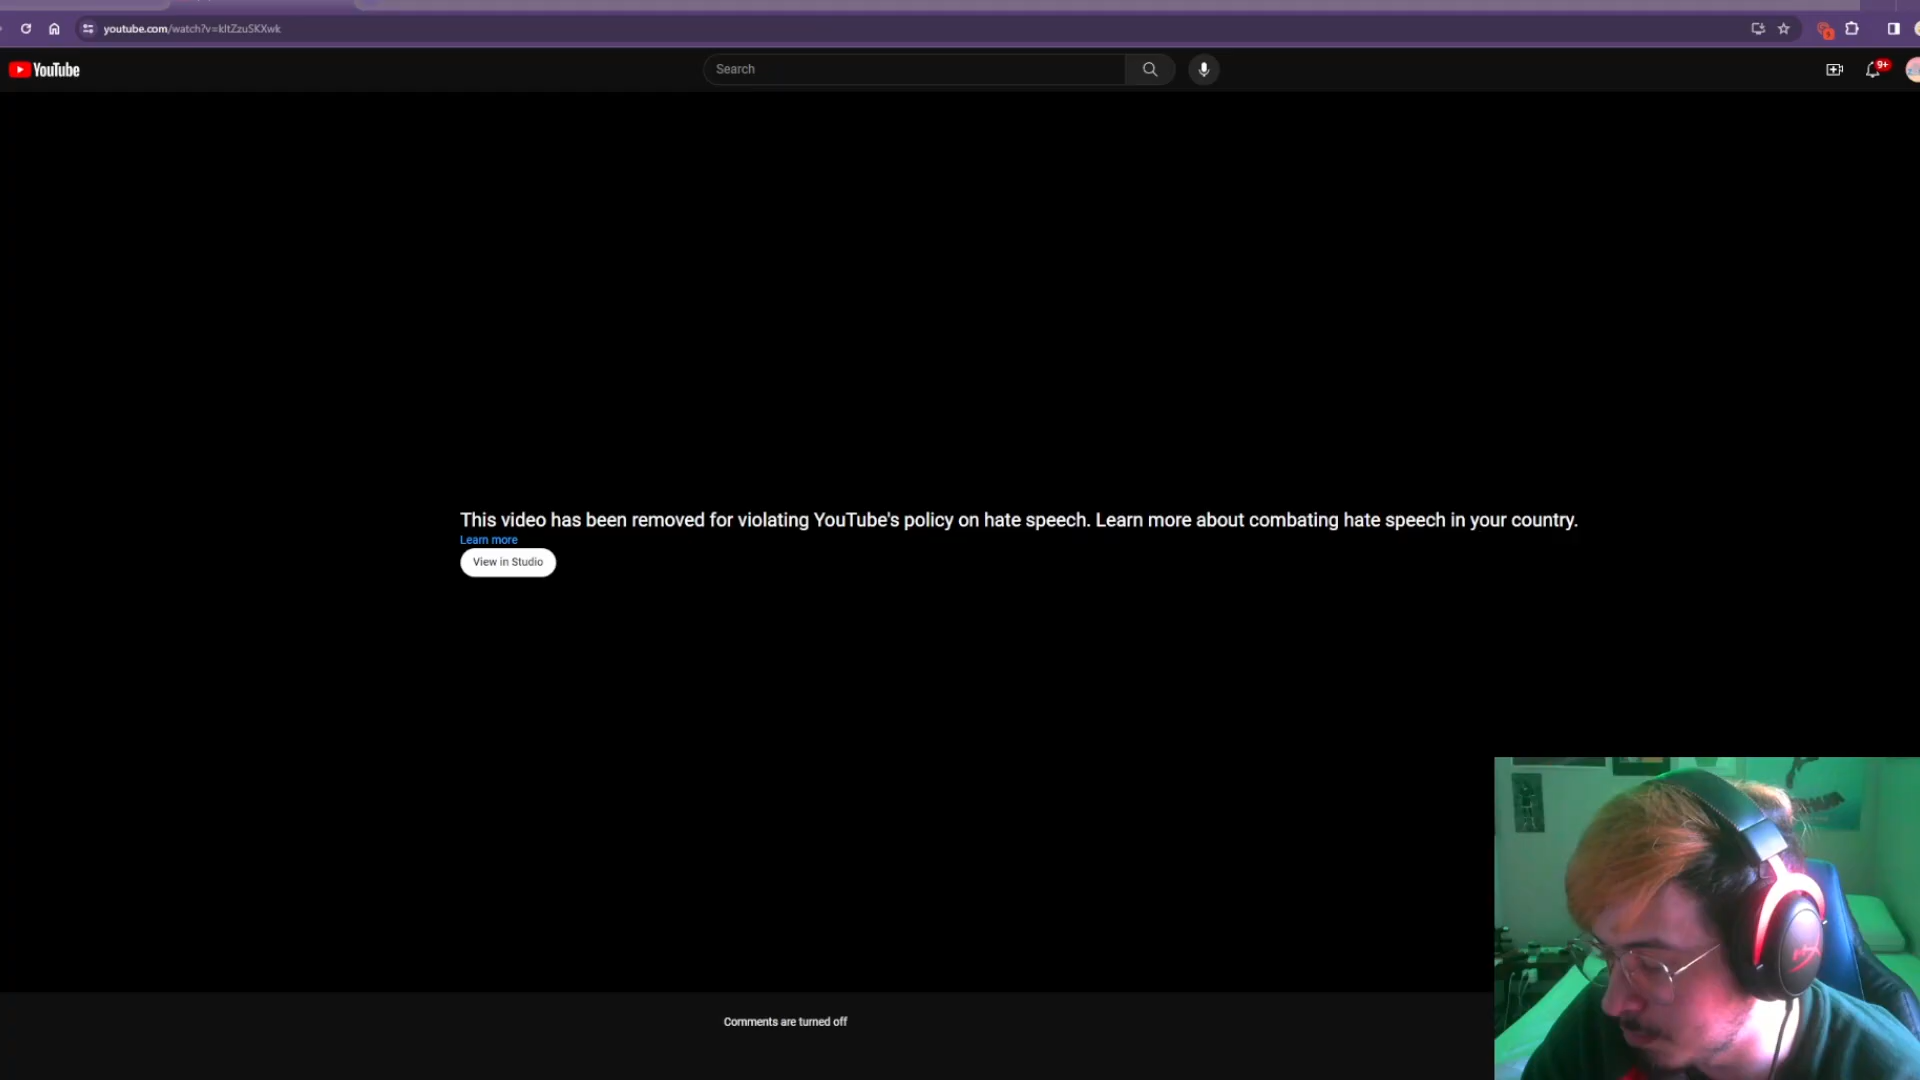 youtube.com/watch?v=kltZzuSKXwk
YouTube
Search
9+
This video has been removed for violating YouTube's policy on hate speech. Learn more about combating hate speech in your country.
Learn more
View in Studio
Comments are turned off